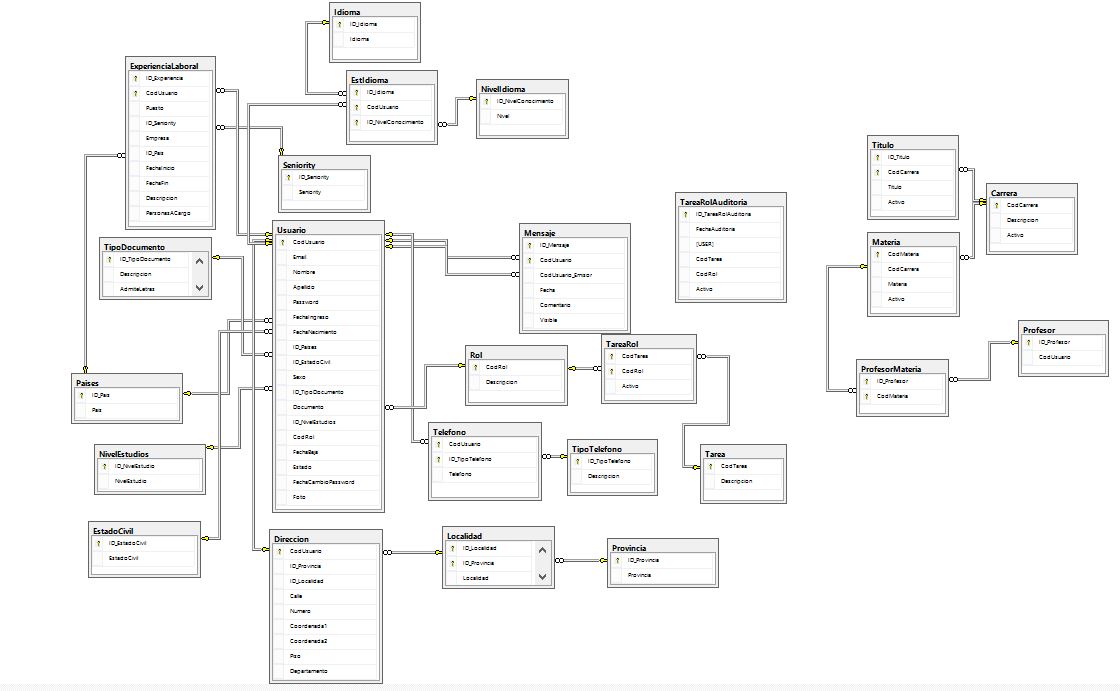 Idioma
ID_Idioma
Idioma
ExperienciaLaboral
ID_Experiencia
CodUsuario
Puesto
ID_Seniority
Empresa
ID_Pais
FechaInicio
FechaFin
Descripcion
PersonasACargo
EstIdioma
ID_Idioma
CodUsuario
ID_NivelConocimiento
NivelIdioma
ID_NivelConocimiento
Nivel
Seniority
ID_Seniority
Seniority
Titulo
ID_Titulo
CodCarrera
Titulo
Activo
Carrera
CodCarrera
Descripcion
Activo
TareaRolAuditoria
ID_TareaRolAuditoria
FechaAuditoria
[USER]
CodTarea
CodRol
Activo
Usuario
CodUsuario
Email
Nombre
Apellido
Password
FechaIngreso
FechaNacimiento
ID_Paises
ID_EstadoCivil
Sexo
ID_TipoDocumento
Documento
ID_NivelEstudios
CodRol
FechaBaja
Estado
FechaCambioPassword
Foto
Mensaje
ID_Mensaje
CodUsuario
CodUsuario_Emisor
Fecha
Comentario
Visible
Materia
CodMateria
CodCarrera
Materia
Activo
TipoDocumento
ID_TipoDocumento
Descripcion
AdmiteLetras
Profesor
ID_Profesor
CodUsuario
TareaRol
CodTarea
CodRol
Activo
Rol
CodRol
Descripcion
ProfesorMateria
ID_Profesor
CodMateria
Paises
ID_Pais
Pais
Telefono
CodUsuario
ID_TipoTelefono
Telefono
TipoTelefono
ID_TipoTelefono
Descripcion
Tarea
CodTarea
Descripcion
NivelEstudios
ID_NivelEstudio
NivelEstudio
EstadoCivil
ID_EstadoCivil
EstadoCivil
Direccion
CodUsuario
ID_Provincia
ID_Localidad
Calle
Numero
Coordenada1
Coordenada2
Piso
Departamento
Localidad
ID_Localidad
ID_Provincia
Localidad
Provincia
ID_Provincia
Provincia